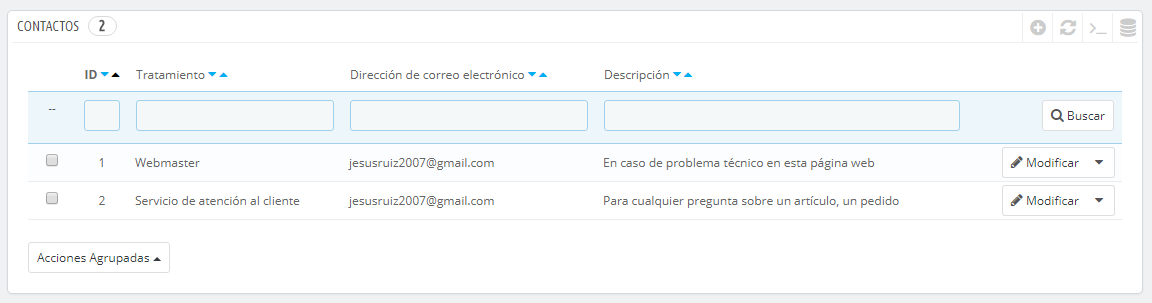 CONTACTOS 2
ID Tratamiento Dirección de correo electrónico Descripción
-- Buscar
1 Webmaster jesusruiz2007@gmail.com En caso de problema técnico en esta página web Modificar
2 Servicio de atención al cliente jesusruiz2007@gmail.com Para cualquier pregunta sobre un artículo, un pedido Modificar
Acciones Agrupadas